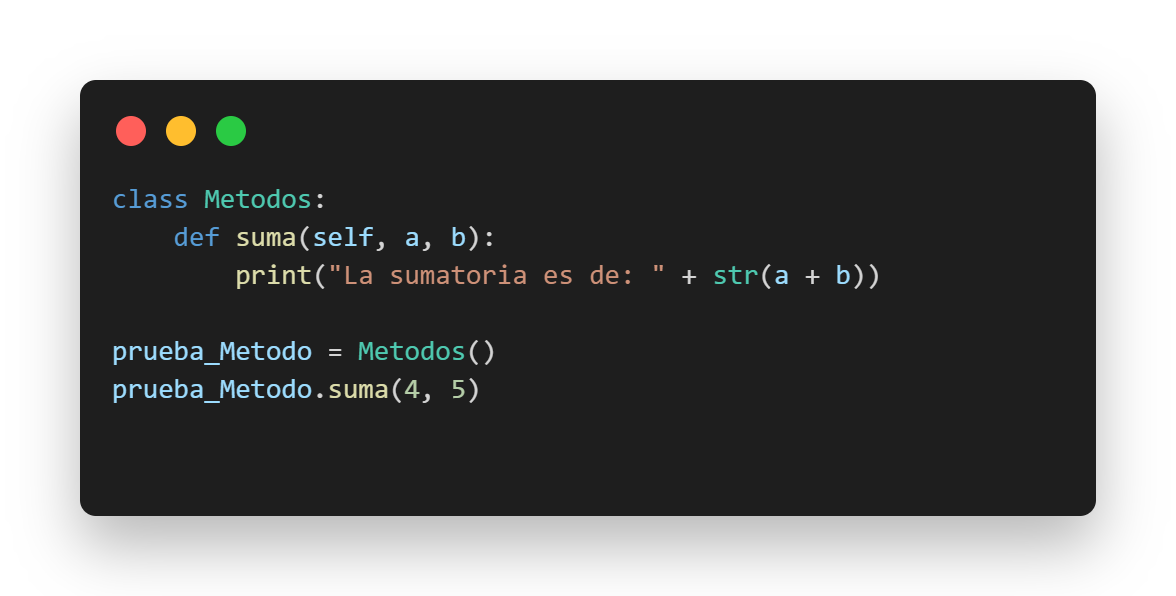 class Metodos:
    def suma(self, a, b):
        print("La sumatoria es de: " + str(a + b))

prueba_Metodo = Metodos()
prueba_Metodo.suma(4, 5)